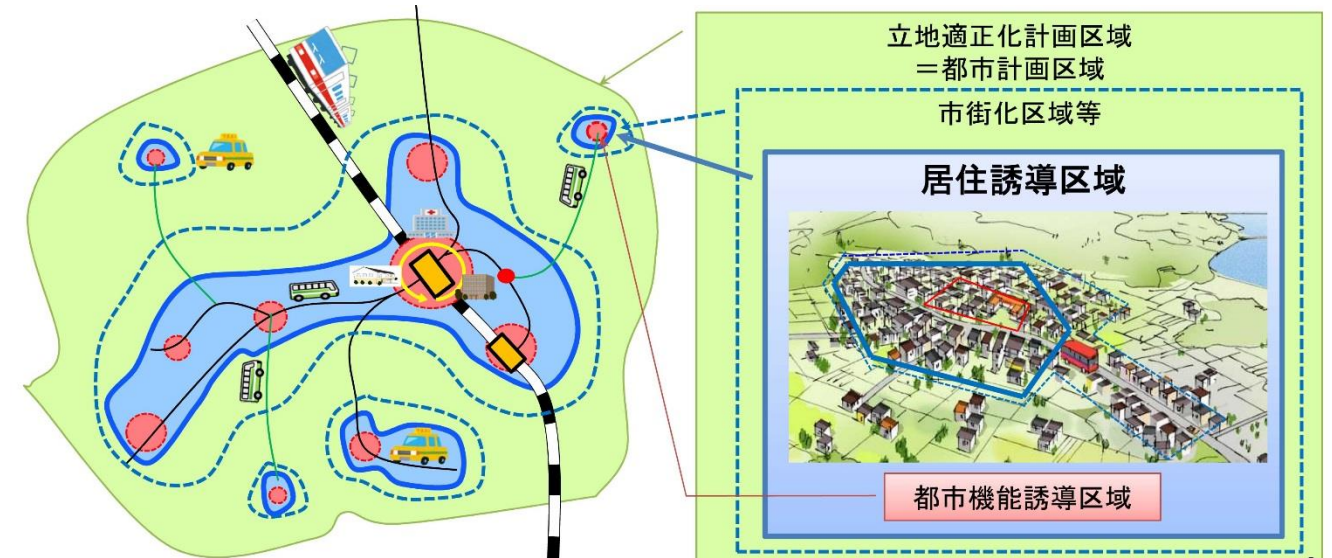 立地適正化計画区域
＝都市計画区域
市街化区域等
居住誘導区域
都市機能誘導区域